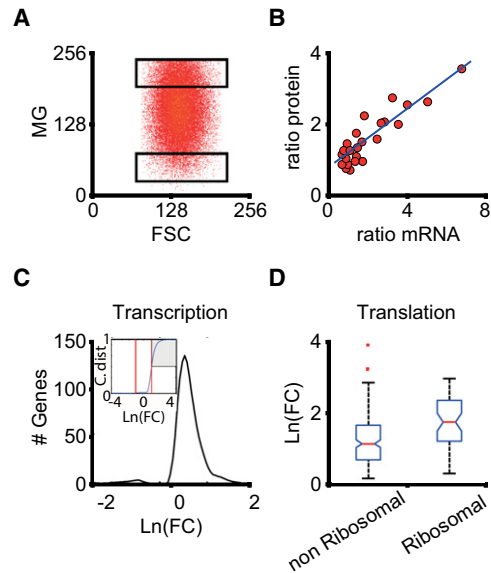 A
256
128
0
MG
0 128 256
FSC
B
4
2
0
ratio protein
0 4 8
ratio mRNA
C
Transcription
150
100
50
0
# Genes
1
0
C. dist
-4 0 4
Ln(FC)
-2 0 2
Ln(FC)
D
Translation
4
2
0
Ln(FC)
non Ribosomal
Ribosomal